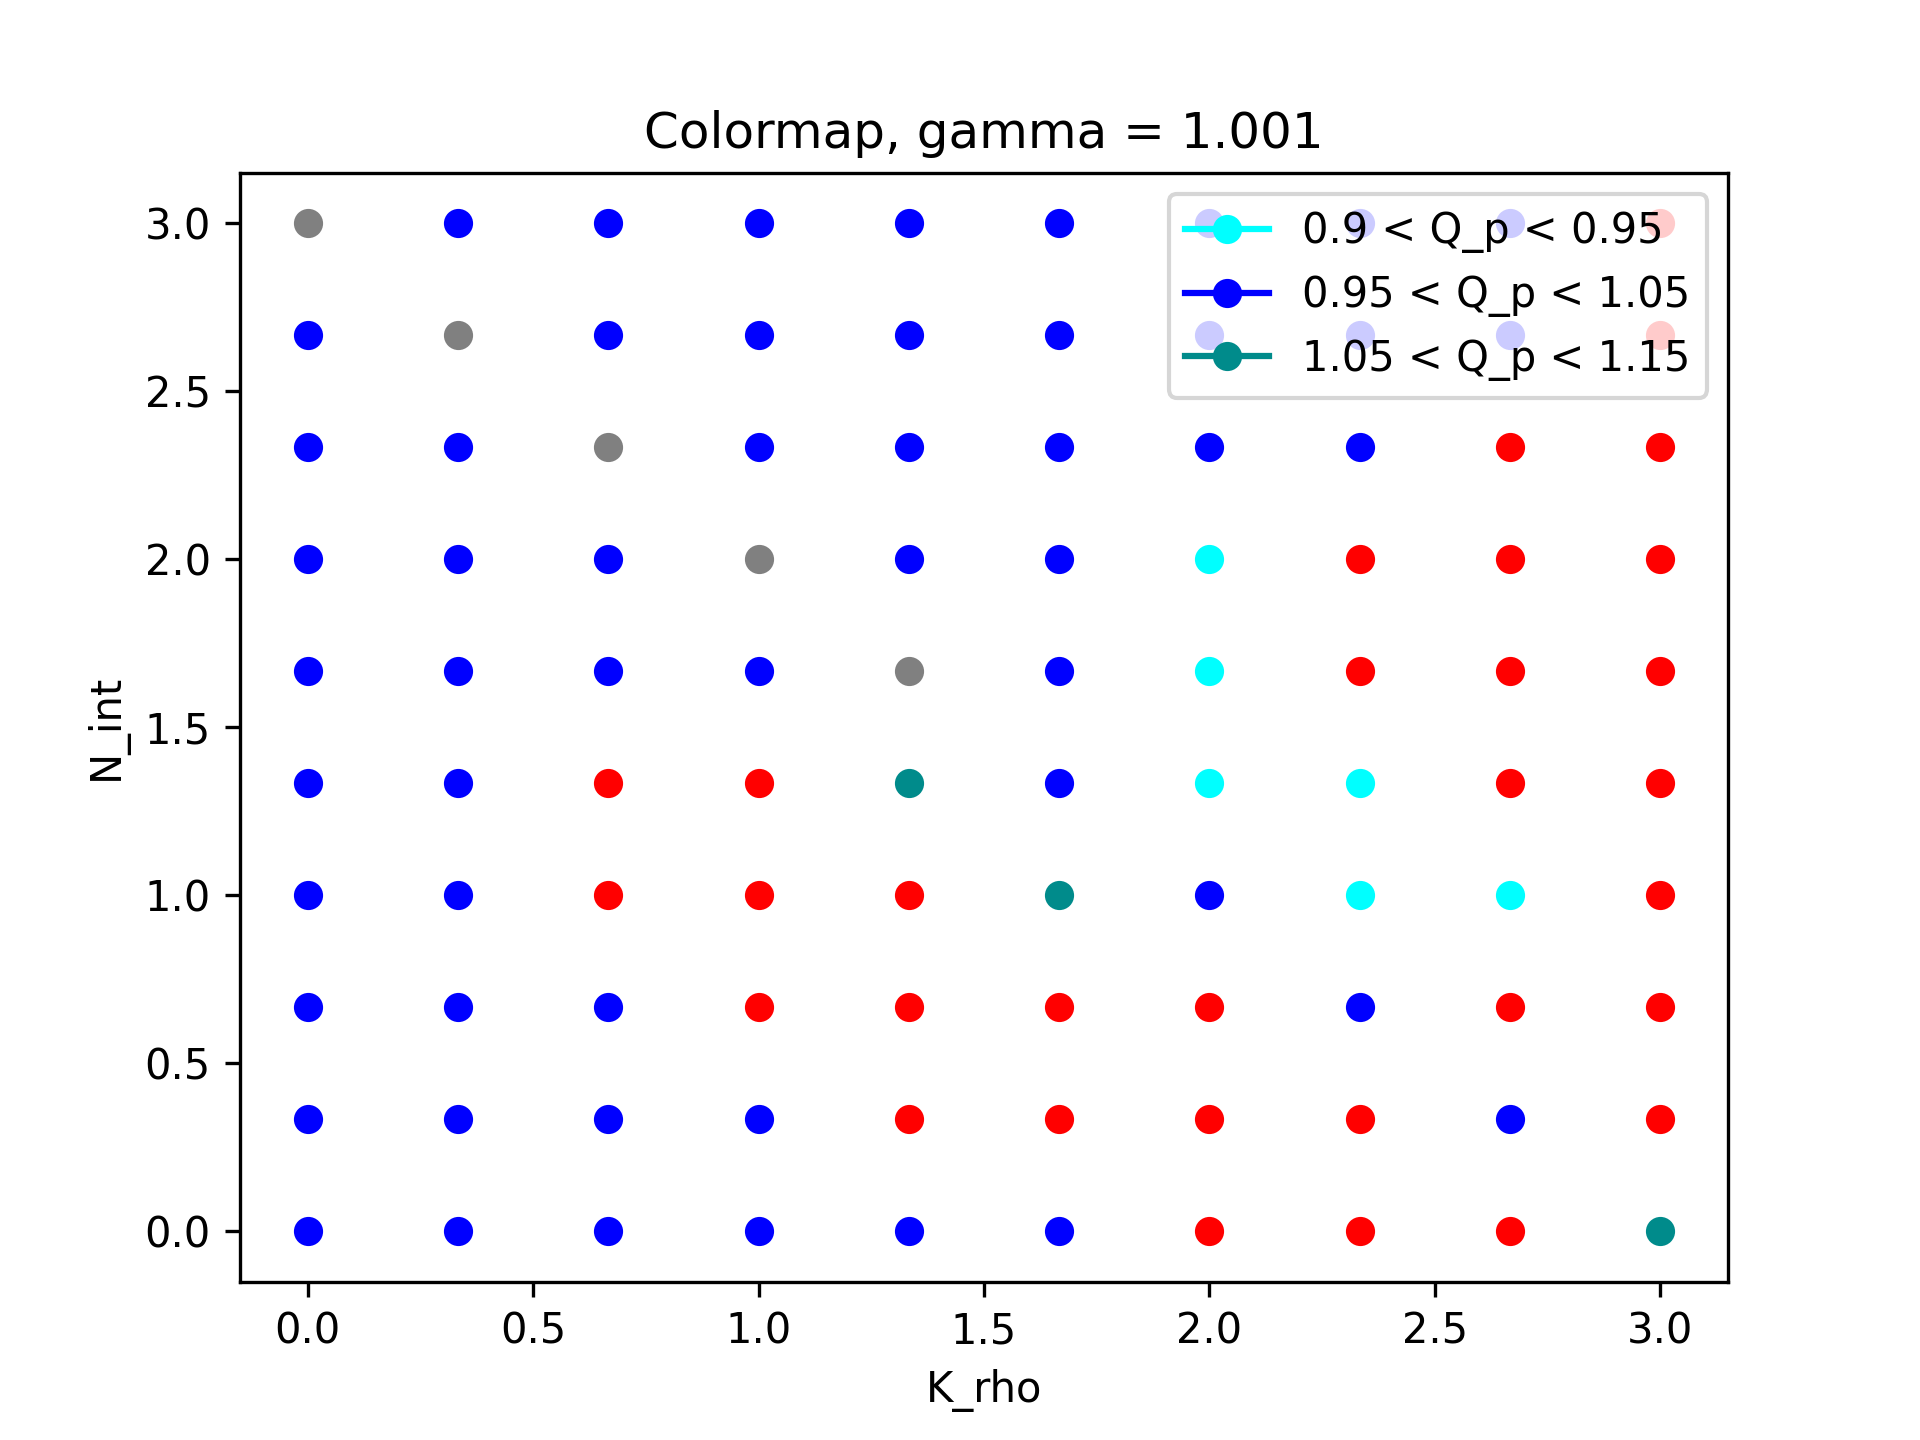 Colormap, gamma = 1.001
0.9 < Q_p < 0.95
0.95 < Q_p < 1.05
1.05 < Q_p < 1.15
3.0
2.5
2.0
1.5
1.0
0.5
0.0
N_int
0.0 0.5 1.0 1.5 2.0 2.5 3.0
K_rho